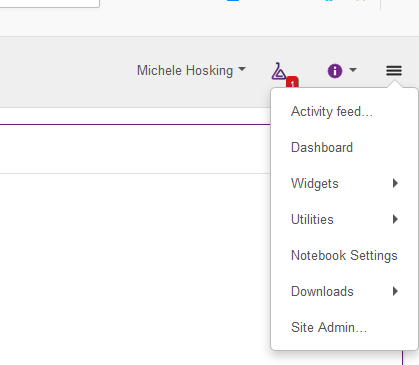 Michele Hosking
1
Activity feed...
Dashboard
Widgets
Utilities
Notebook Settings
Downloads
Site Admin...